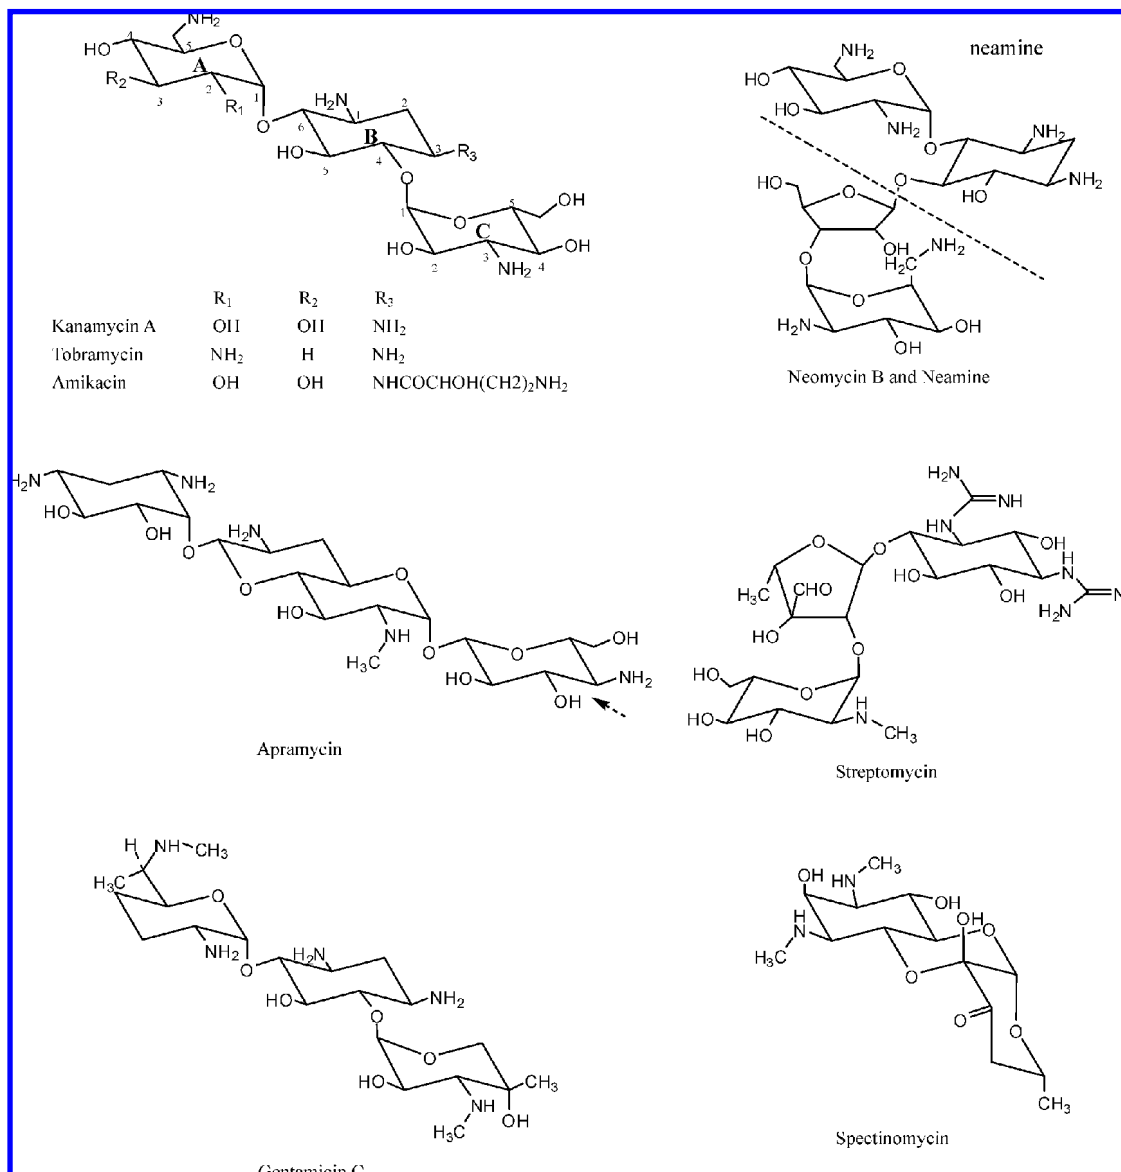 NH2
4
HO
5
O
A
R2
3
2
R1
1
O
H2N
1
2
6
B
HO
5
4
3
R3
O
1
O
5
OH
C
HO
2
3
NH2
4
OH
R1 R2 R3
Kanamycin A OH OH NH2
Tobramycin NH2 H NH2
Amikacin OH OH NHCOCHOH(CH2)2NH2
neamine
NH2
HO
O
HO
NH2
O
NH2
HO
NH2
HO
O
O
OH
NH2
H2C
O
O
H2N
OH
OH
Neomycin B and Neamine
H2N
NH2
HO
OH
O
H2N
O
O
HO
NH
H3C
O
O
OH
HO
OH
NH2
Apramycin
H2N
NH
HN
O
O
OH
H
N
HO
OH
H2N
N
H3C
CHO
HO
O
HO
O
HO
HO
H
N
CH3
Streptomycin
H
NH
CH3
H3C
O
NH2
O
H2N
HO
NH2
O
O
HO
NH
H3C
CH3
OH
CH3
OH
HN
OH
H
N
H3C
OH
O
O
O
O
CH3
Spectinomycin